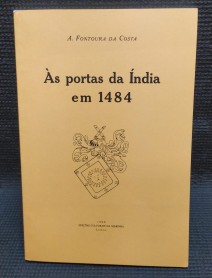 A. Fontoura da Costa
Às portas da Índia
em 1484